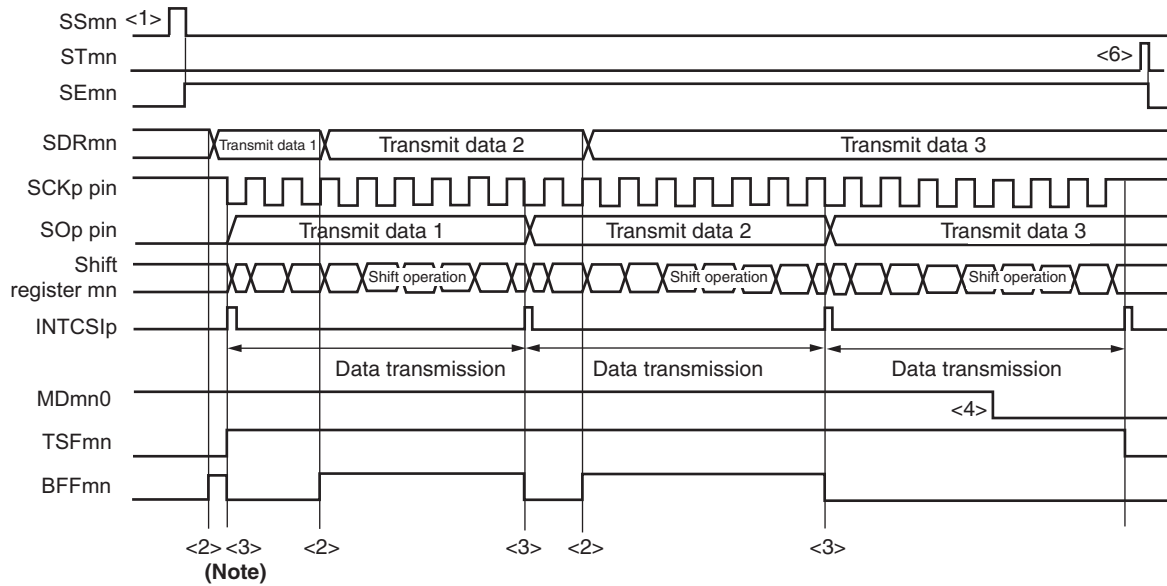 SSmn <1>
STmn <6>
SEmn
SDRmn Transmit data 1 Transmit data 2 Transmit data 3
SCKp pin
SOp pin Transmit data 1 Transmit data 2 Transmit data 3
Shift
register mn Shift operation Shift operation Shift operation
INTCSIp
Data transmission Data transmission Data transmission
MDmn0 <4>
TSFmn
BFFmn
<2> <3> <2> <3> <2> <3>
(Note)